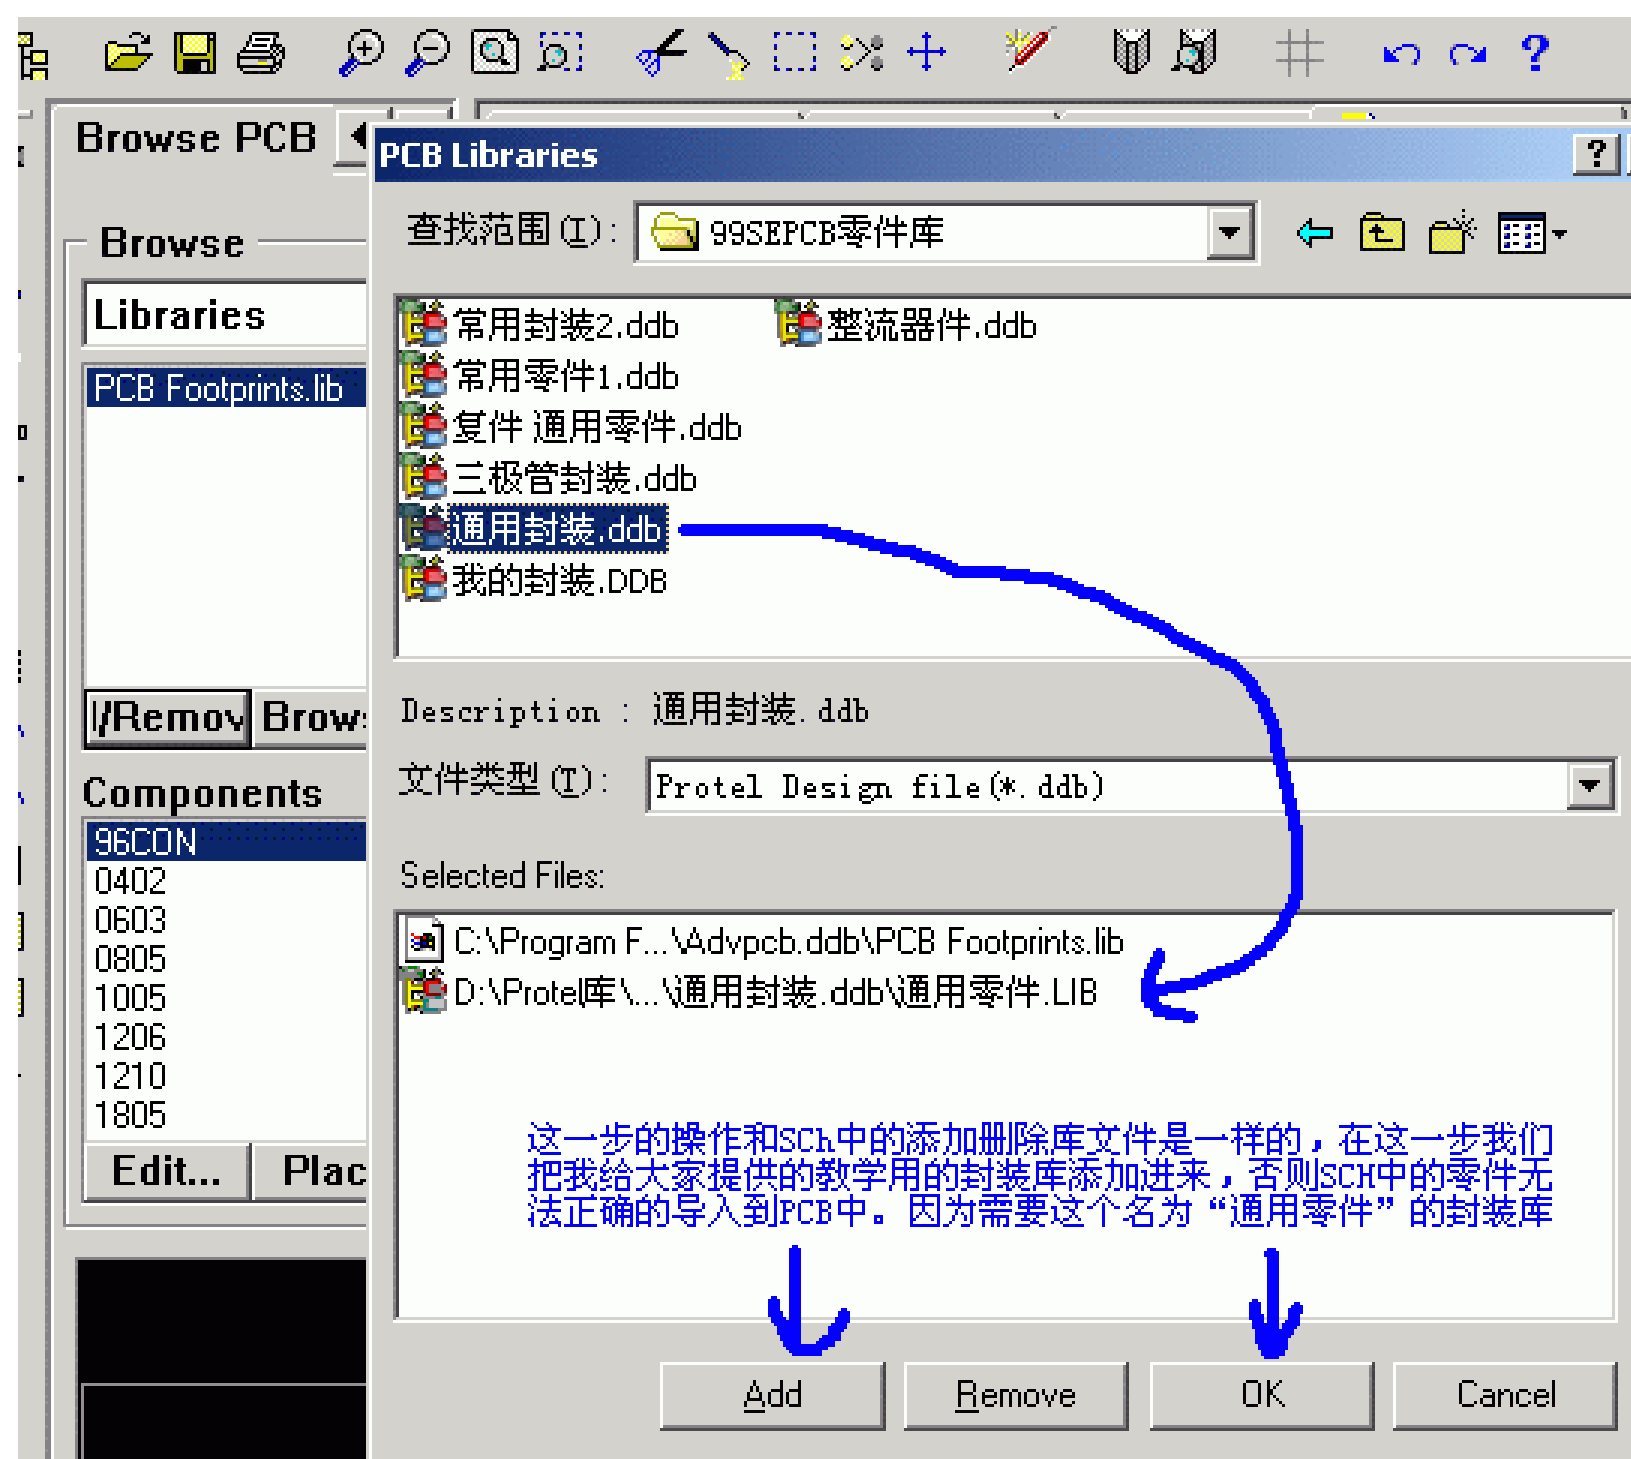 Browse PCB
PCB Libraries
?
查找范围(I):
99SEPCB零件库
Browse
Libraries
PCB Footprints.lib
常用封装2.ddb
整流器件.ddb
常用零件1.ddb
复件 通用零件.ddb
三极管封装.ddb
通用封装.ddb
我的封装.DDB
/Remov
Brow
Description : 通用封装.ddb
文件类型(T):
Protel Design file(*.ddb)
Components
96CON
0402
0603
0805
1005
1206
1210
1805
Edit...
Plac
Selected Files:
C:\Program F...\Advpcb.ddb\PCB Footprints.lib
D:\Protel库\...\通用封装.ddb\通用零件.LIB
这一步的操作和SCh中的添加删除库文件是一样的，在这一步我们
把我给大家提供的教学用的封装库添加进来，否则SCH中的零件无
法正确的导入到PCB中。因为需要这个名为“通用零件”的封装库
Add
Remove
OK
Cancel